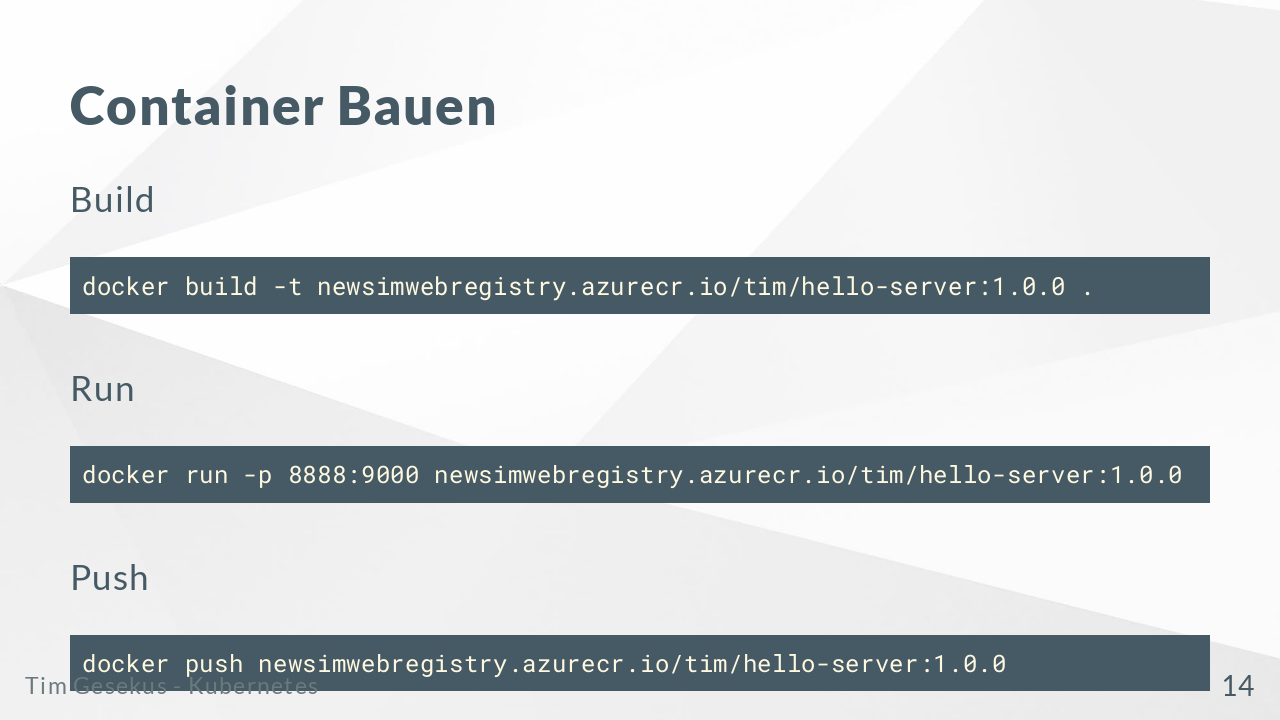 Container Bauen
Build
docker build -t newsimwebregistry.azurecr.io/tim/hello-server:1.0.0 .
Run
docker run -p 8888:9000 newsimwebregistry.azurecr.io/tim/hello-server:1.0.0
Push
docker push newsimwebregistry.azurecr.io/tim/hello-server:1.0.0
Tim Gesekus - Kubernetes
14